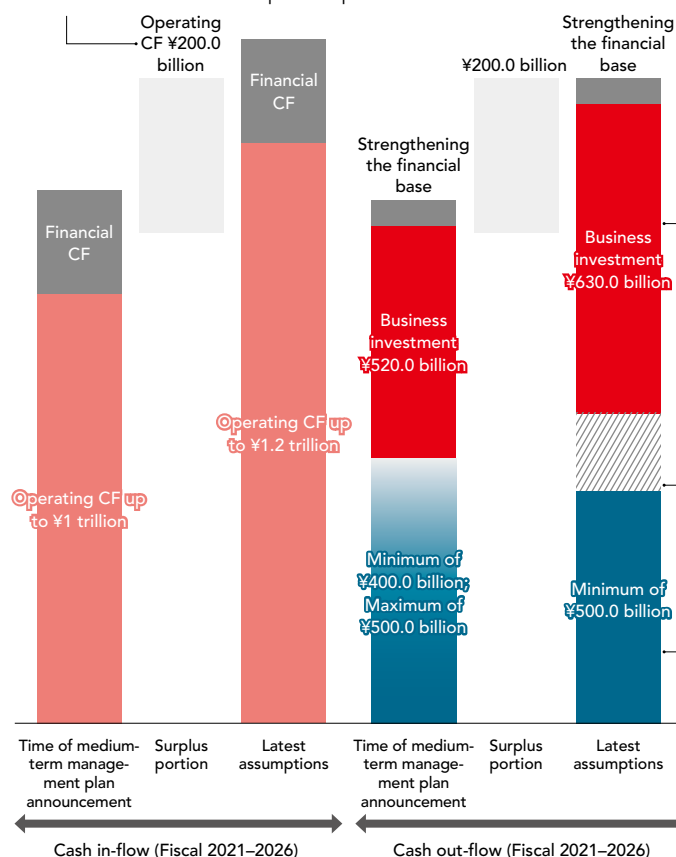 Operating
CF ¥200.0
billion
Financial
CF
Operating CF up
to ¥1 trillion
Financial
CF
Operating CF up
to ¥1.2 trillion
Strengthening
the financial
base
Business
investment
¥520.0 billion
Minimum of
¥400.0 billion;
Maximum of
¥500.0 billion
¥200.0 billion
Strengthening
the financial
base
Business
investment
¥630.0 billion
Minimum of
¥500.0 billion
Time of medium-
term manage-
ment plan
announcement
Surplus
portion
Latest
assumptions
Time of medium-
term manage-
ment plan
announcement
Surplus
portion
Latest
assumptions
Cash in-flow (Fiscal 2021–2026)
Cash out-flow (Fiscal 2021–2026)